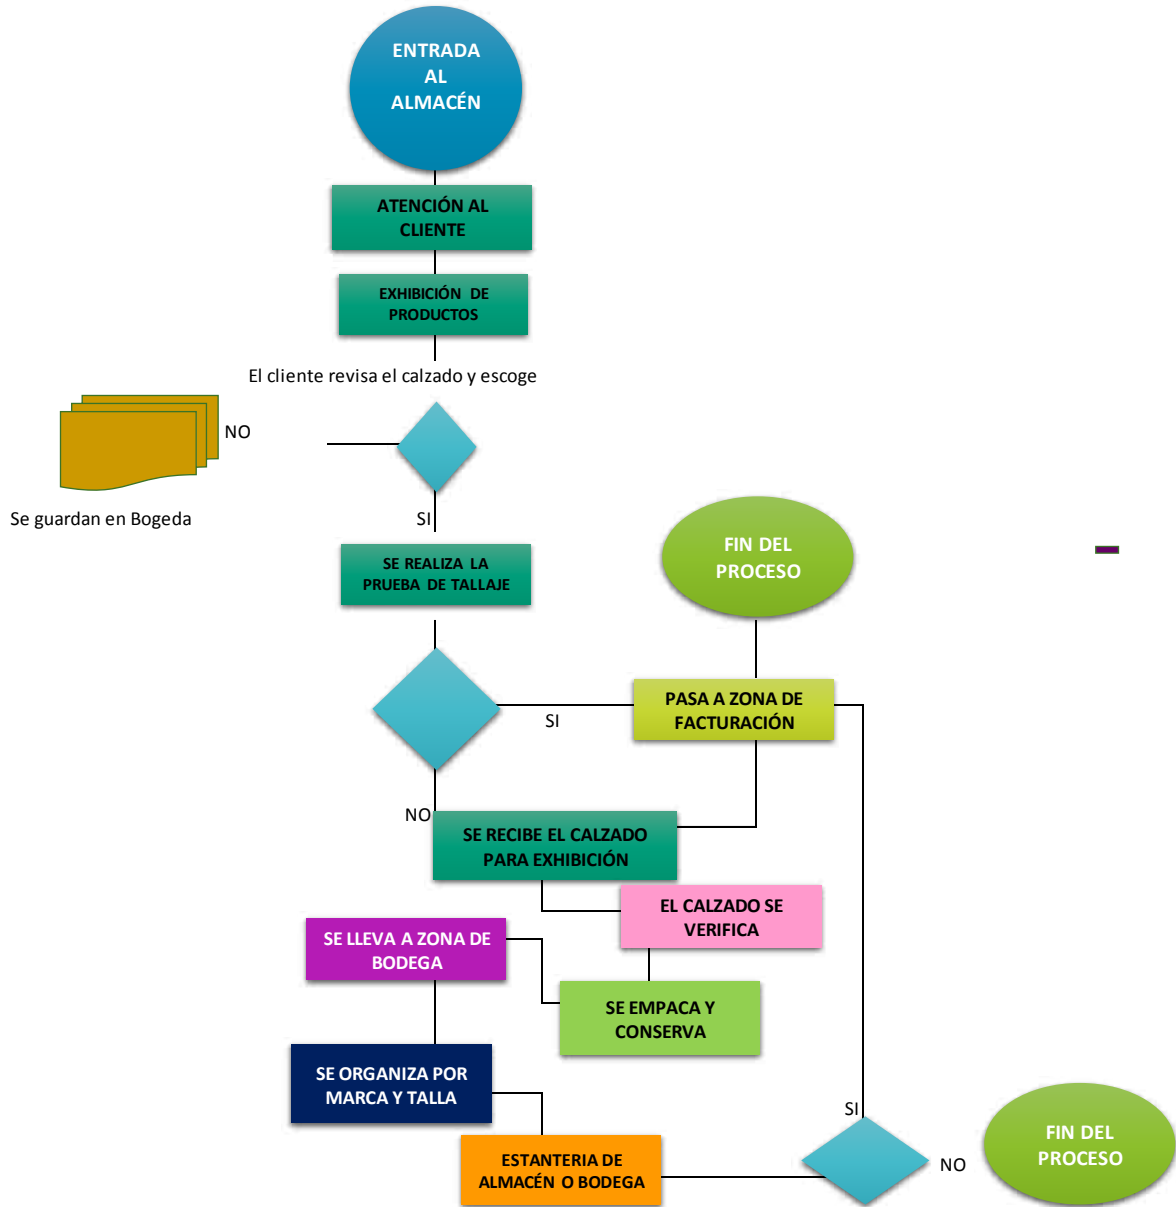 ENTRADA
AL
ALMACÉN
ATENCIÓN AL
CLIENTE
EXHIBICIÓN DE
PRODUCTOS
El cliente revisa el calzado y escoge
NO
Se guardan en Bogeda
SI
SE REALIZA LA
PRUEBA DE TALLAJE
FIN DEL
PROCESO
SI
PASA A ZONA DE
FACTURACIÓN
NO
SE RECIBE EL CALZADO
PARA EXHIBICIÓN
EL CALZADO SE
VERIFICA
SE LLEVA A ZONA DE
BODEGA
SE EMPACA Y
CONSERVA
SE ORGANIZA POR
MARCA Y TALLA
ESTANTERIA DE
ALMACÉN O BODEGA
SI
NO
FIN DEL
PROCESO